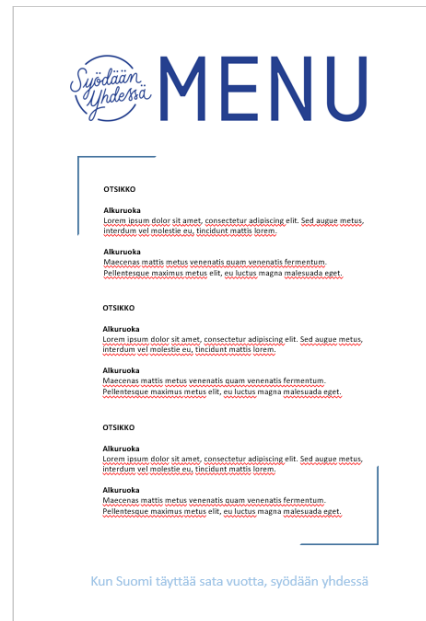 Syödään
Yhdessä
MENU
OTSIKKO
Alkuruoka
Lorem ipsum dolor sit amet, consectetur adipiscing elit. Sed augue metus,
interdum vel molestie eu, tincidunt mattis lorem.
Alkuruoka
Maecenas mattis metus venenatis quam venenatis fermentum.
Pellentesque maximus metus elit, eu luctus magna malesuada eget.
OTSIKKO
Alkuruoka
Lorem ipsum dolor sit amet, consectetur adipiscing elit. Sed augue metus,
interdum vel molestie eu, tincidunt mattis lorem.
Alkuruoka
Maecenas mattis metus venenatis quam venenatis fermentum.
Pellentesque maximus metus elit, eu luctus magna malesuada eget.
OTSIKKO
Alkuruoka
Lorem ipsum dolor sit amet, consectetur adipiscing elit. Sed augue metus,
interdum vel molestie eu, tincidunt mattis lorem.
Alkuruoka
Maecenas mattis metus venenatis quam venenatis fermentum.
Pellentesque maximus metus elit, eu luctus magna malesuada eget.
Kun Suomi täyttää sata vuotta, syödään yhdessä